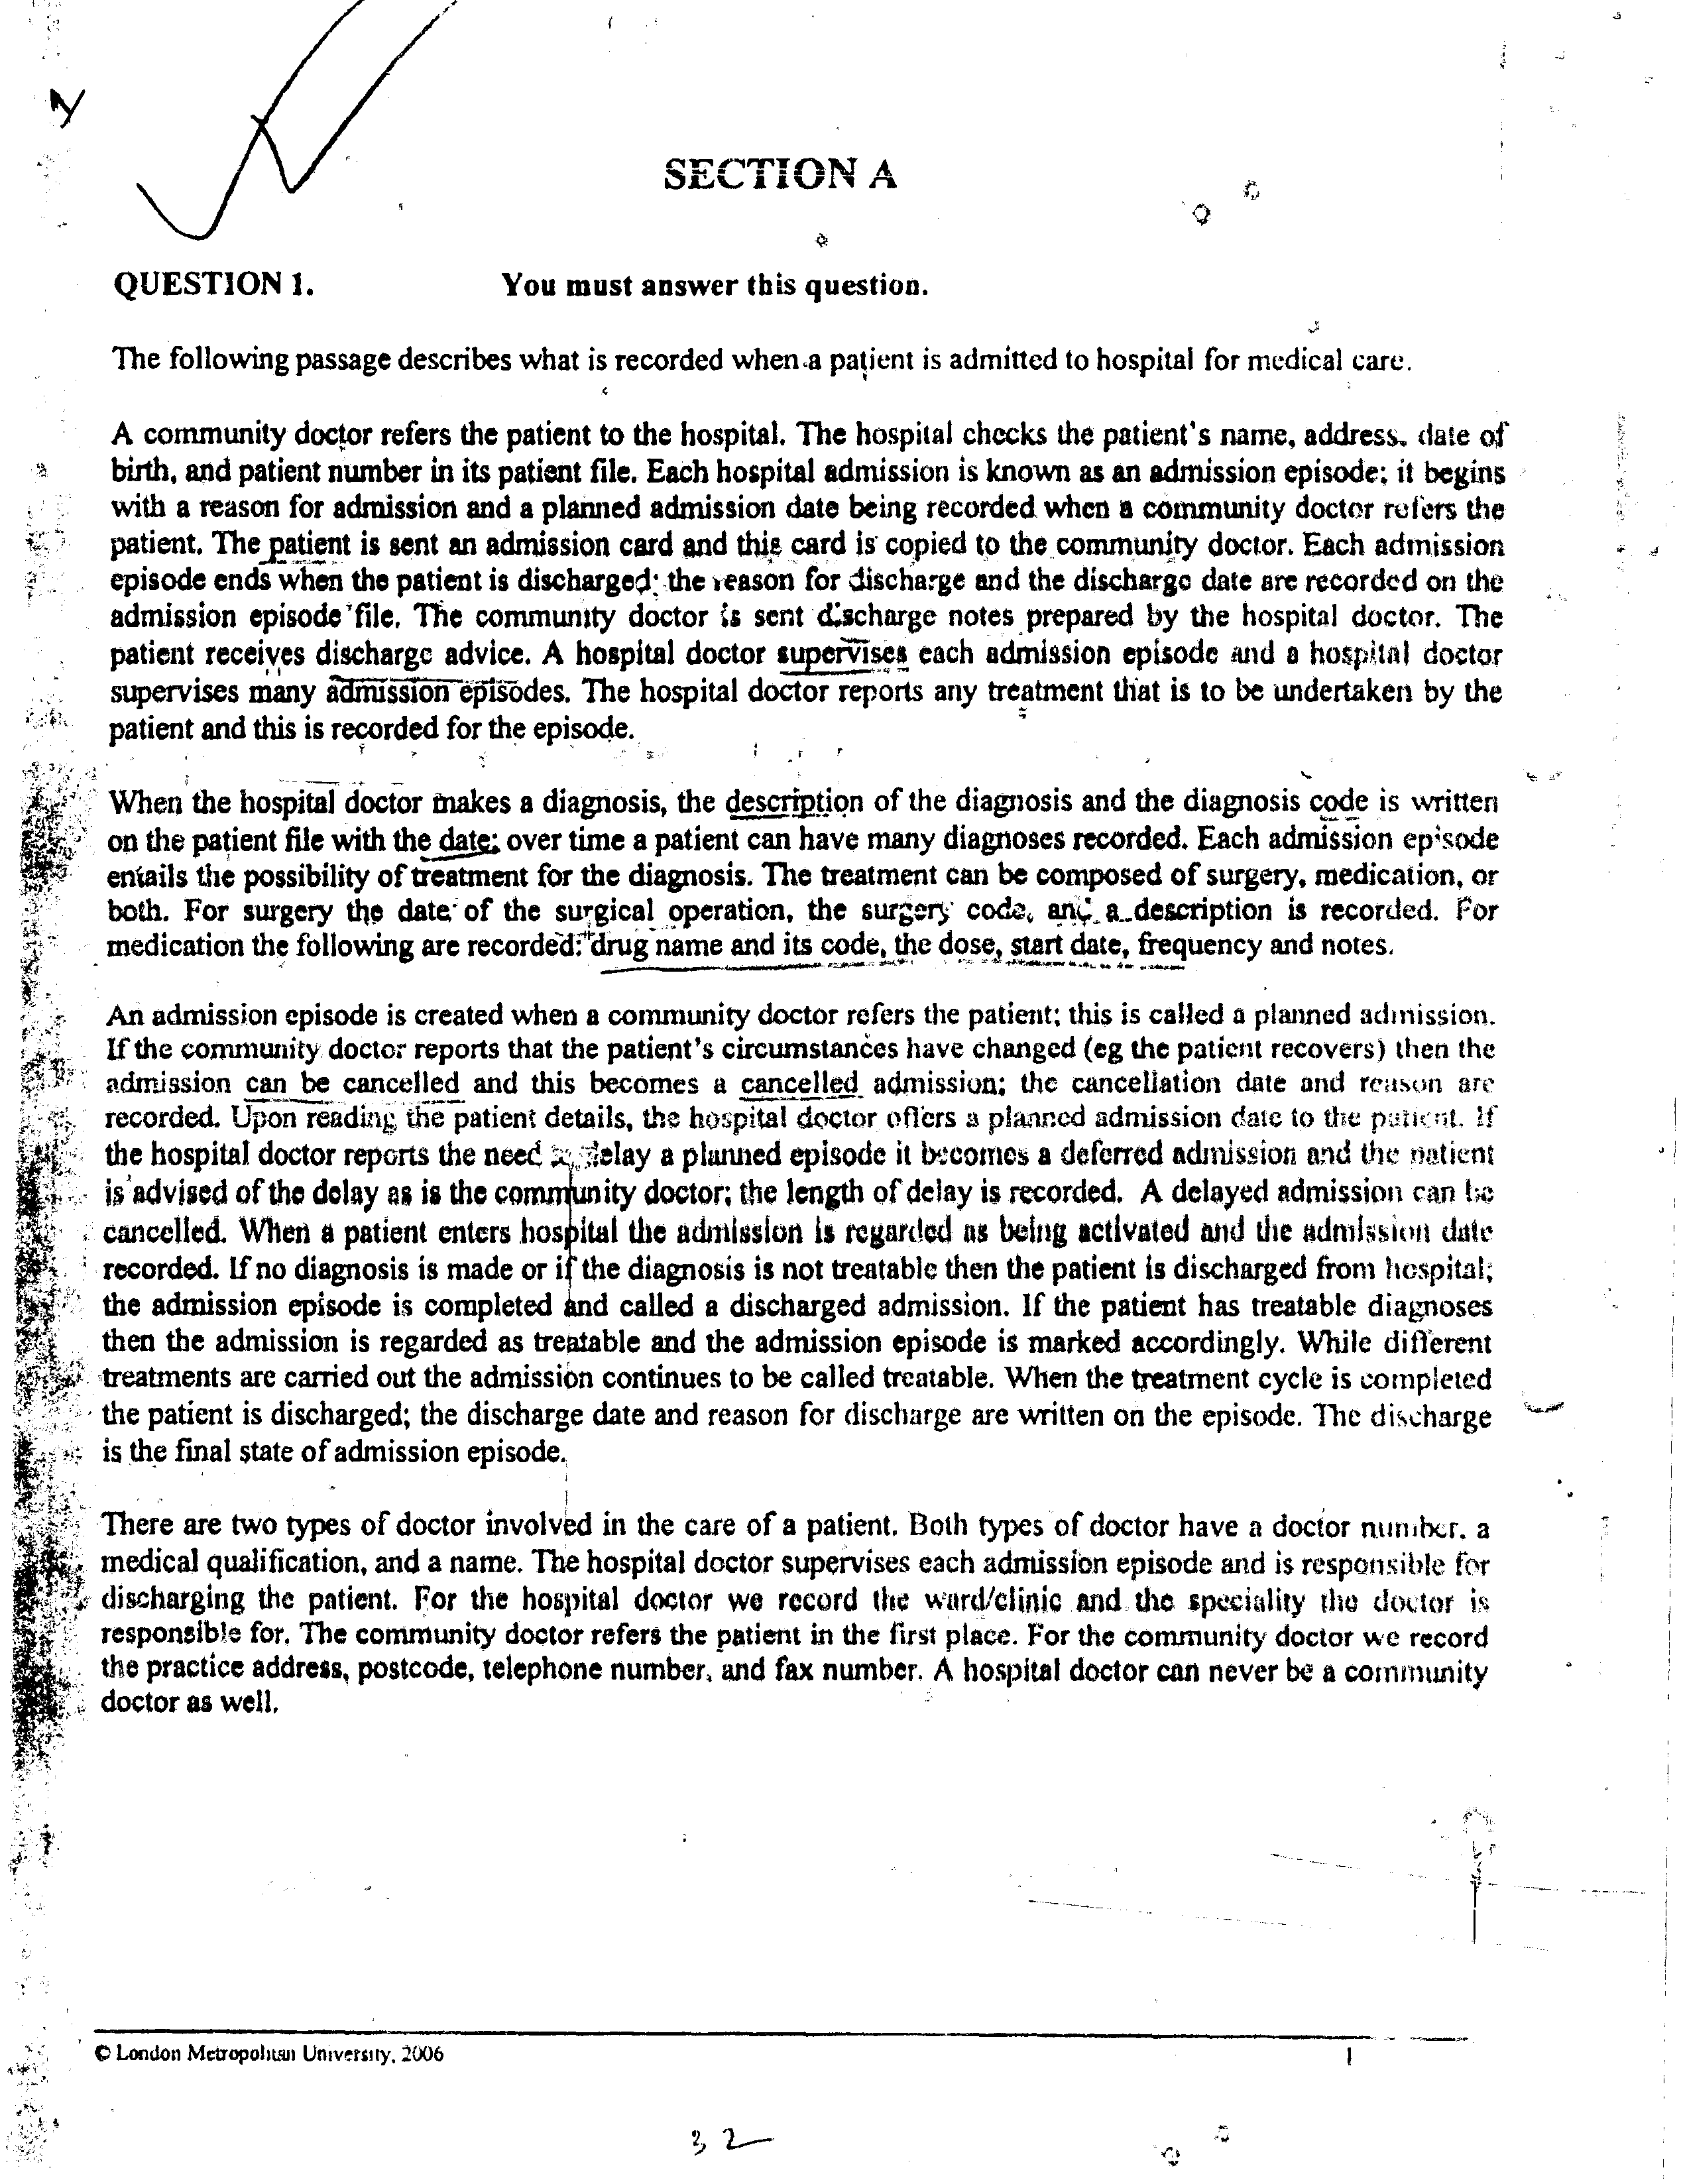 SECTION A
QUESTION 1. You must answer this question.
The following passage describes what is recorded when a patient is admitted to hospital for medical care.
A community doctor refers the patient to the hospital. The hospital checks the patient's name, address, date of
birth, and patient number in its patient file. Each hospital admission is known as an admission episode; it begins
with a reason for admission and a planned admission date being recorded when a community doctor refers the
patient. The patient is sent an admission card and this card is copied to the community doctor. Each admission
episode ends when the patient is discharged; the reason for discharge and the discharge date are recorded on the
admission episode file. The community doctor is sent discharge notes prepared by the hospital doctor. The
patient receives discharge advice. A hospital doctor supervises each admission episode and a hospital doctor
supervises many admission episodes. The hospital doctor reports any treatment that is to be undertaken by the
patient and this is recorded for the episode.
When the hospital doctor makes a diagnosis, the description of the diagnosis and the diagnosis code is written
on the patient file with the date; over time a patient can have many diagnoses recorded. Each admission episode
entails the possibility of treatment for the diagnosis. The treatment can be composed of surgery, medication, or
both. For surgery the date of the surgical operation, the surgery code, and a description is recorded. For
medication the following are recorded: drug name and its code, the dose, start date, frequency and notes.
An admission episode is created when a community doctor refers the patient; this is called a planned admission.
If the community doctor reports that the patient's circumstances have changed (eg the patient recovers) then the
admission can be cancelled and this becomes a cancelled admission; the cancellation date and reason are
recorded. Upon reading the patient details, the hospital doctor offers a planned admission date to the patient. If
the hospital doctor reports the need to delay a planned episode it becomes a deferred admission and the patient
is advised of the delay as is the community doctor; the length of delay is recorded. A delayed admission can be
cancelled. When a patient enters hospital the admission is regarded as being activated and the admission date
recorded. If no diagnosis is made or if the diagnosis is not treatable then the patient is discharged from hospital;
the admission episode is completed and called a discharged admission. If the patient has treatable diagnoses
then the admission is regarded as treatable and the admission episode is marked accordingly. While different
treatments are carried out the admission continues to be called treatable. When the treatment cycle is completed
the patient is discharged; the discharge date and reason for discharge are written on the episode. The discharge
is the final state of admission episode.
There are two types of doctor involved in the care of a patient. Both types of doctor have a doctor number, a
medical qualification, and a name. The hospital doctor supervises each admission episode and is responsible for
discharging the patient. For the hospital doctor we record the ward/clinic and the speciality the doctor is
responsible for. The community doctor refers the patient in the first place. For the community doctor we record
the practice address, postcode, telephone number, and fax number. A hospital doctor can never be a community
doctor as well.
© London Metropolitan University, 2006 1
32